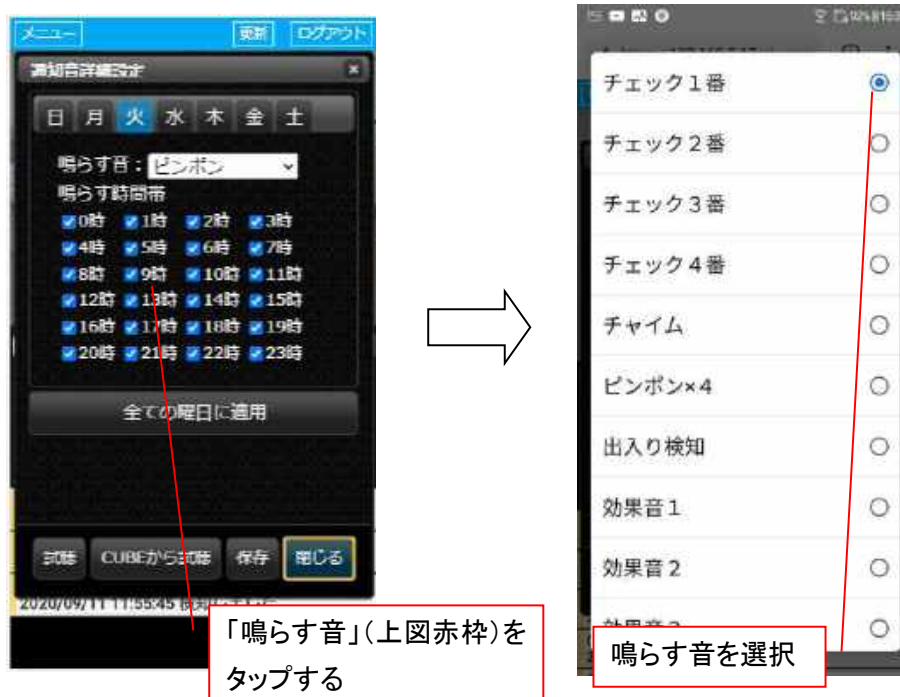 メニュー 更新 ログアウト
通知音詳細設定 ×
日 月 火 水 木 金 土
鳴らす音： ピンポン
鳴らす時間帯
0時 1時 2時 3時
4時 5時 6時 7時
8時 9時 10時 11時
12時 13時 14時 15時
16時 17時 18時 19時
20時 21時 22時 23時
全ての曜日に適用
試聴 CUBEから試聴 保存 閉じる
2020/09/11 11:55:45
「鳴らす音」(上図赤枠)を
タップする
チェック１番
チェック２番
チェック３番
チェック４番
チャイム
ピンポン×４
出入り検知
効果音１
効果音２
鳴らす音を選択